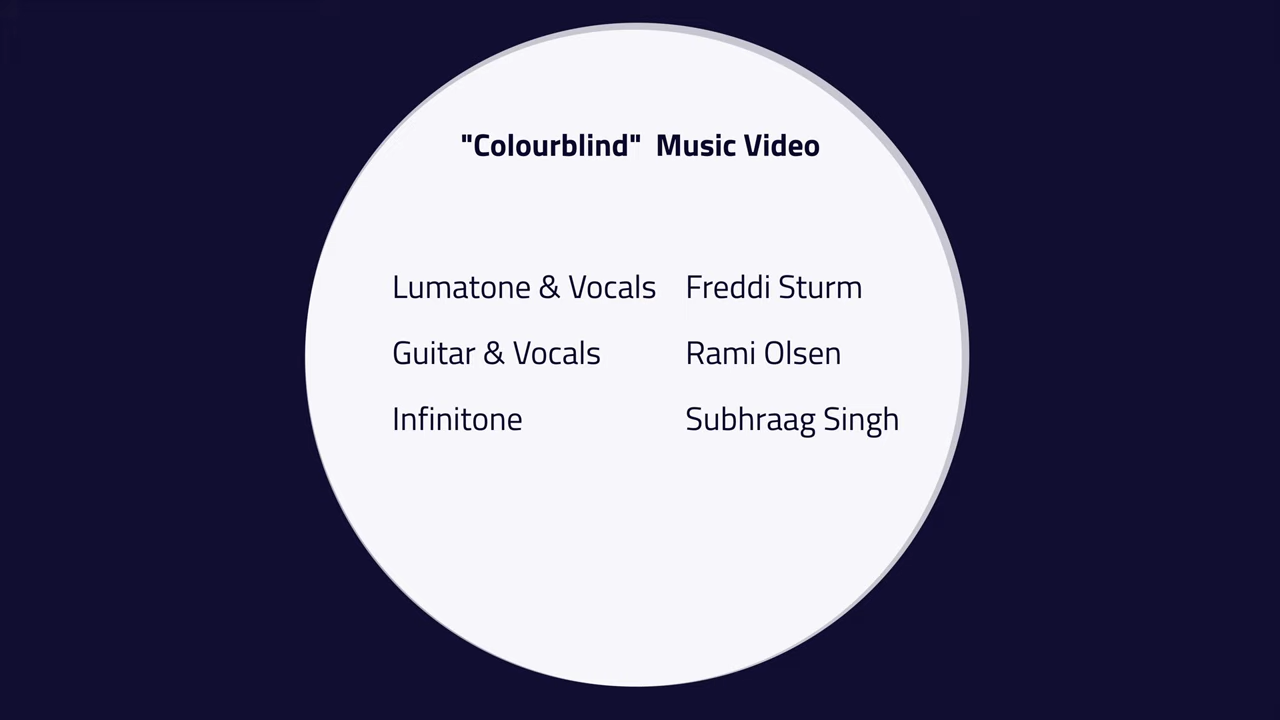 "Colourblind" Music Video
Lumatone & Vocals Freddi Sturm
Guitar & Vocals Rami Olsen
Infinitone Subhraag Singh